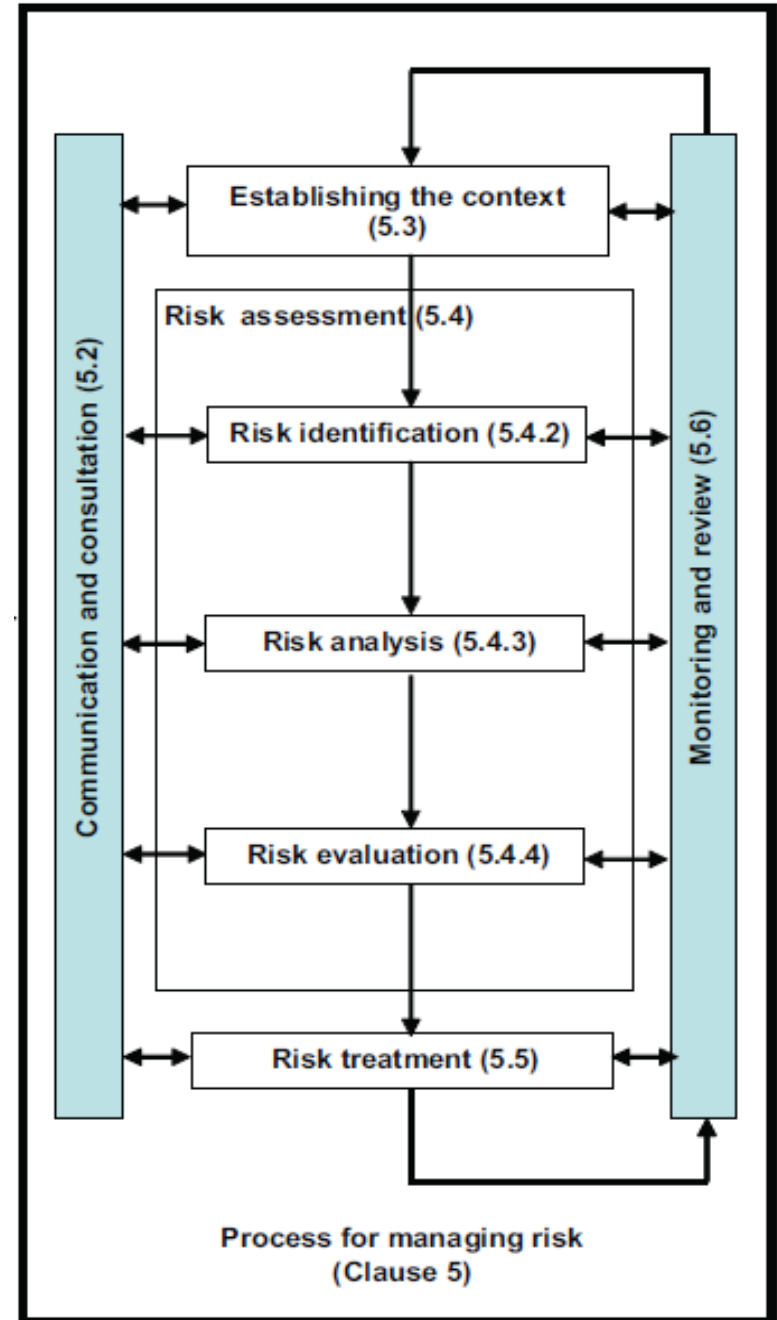 Establishing the context
(5.3)
Risk assessment (5.4)
Communication and consultation (5.2)
Risk identification (5.4.2)
Monitoring and review (5.6)
Risk analysis (5.4.3)
Risk evaluation (5.4.4)
Risk treatment (5.5)
Process for managing risk
(Clause 5)